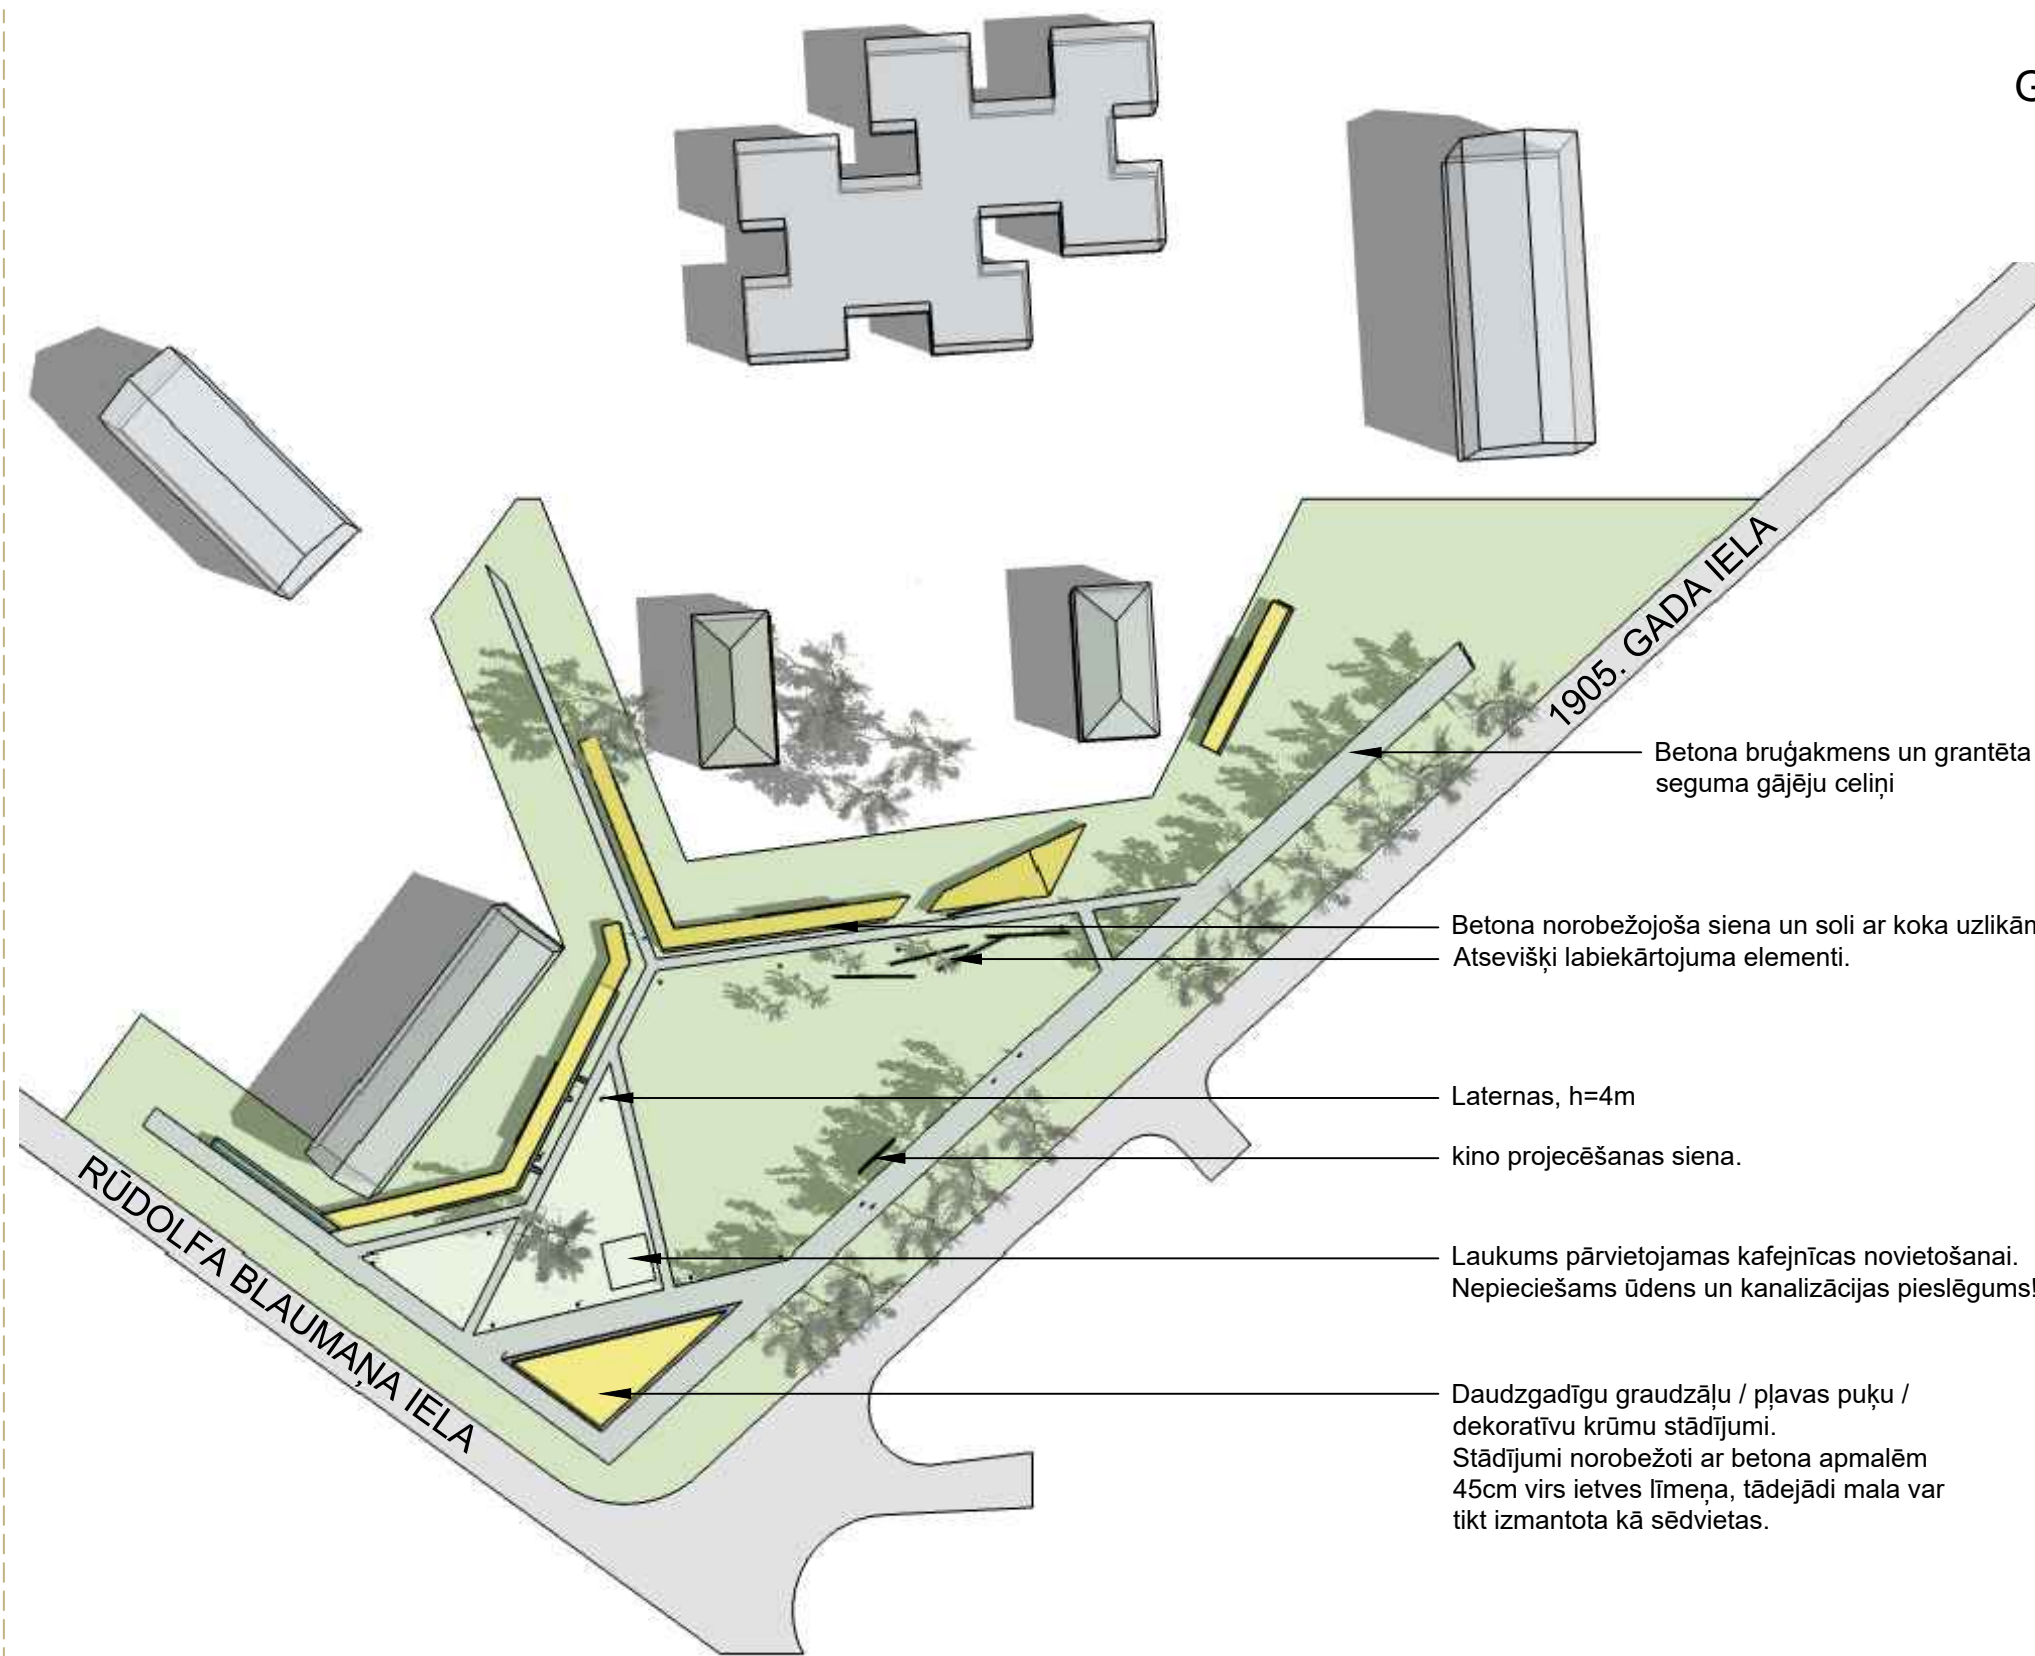 G
1905. GADA IELA
Betona bruģakmens un grantēta
seguma gājēju celiņi
Betona norobežojoša siena un soli ar koka uzlikān
Atsevišķi labiekārtojuma elementi.
Laternas, h=4m
kino projecēšanas siena.
Laukums pārvietojamas kafejnīcas novietošanai.
Nepieciešams ūdens un kanalizācijas pieslēgums!
RŪDOLFA BLAUMAŅA IELA
Daudzgadīgu graudzāļu / pļavas puķu /
dekoratīvu krūmu stādījumi.
Stādījumi norobežoti ar betona apmalēm
45cm virs ietves līmeņa, tādejādi mala var
tikt izmantota kā sēdvietas.